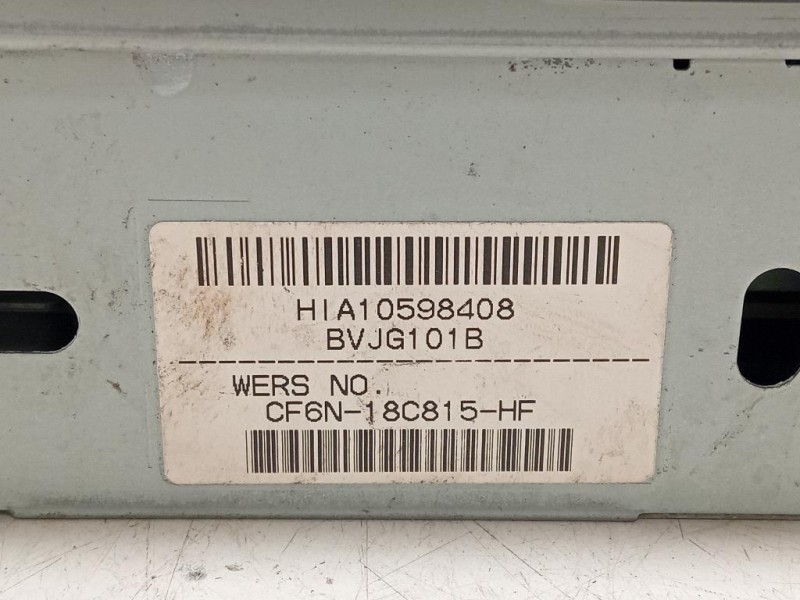 HIA10598408
BVJG101B
WERS NO.
CF6N-18C815-HF